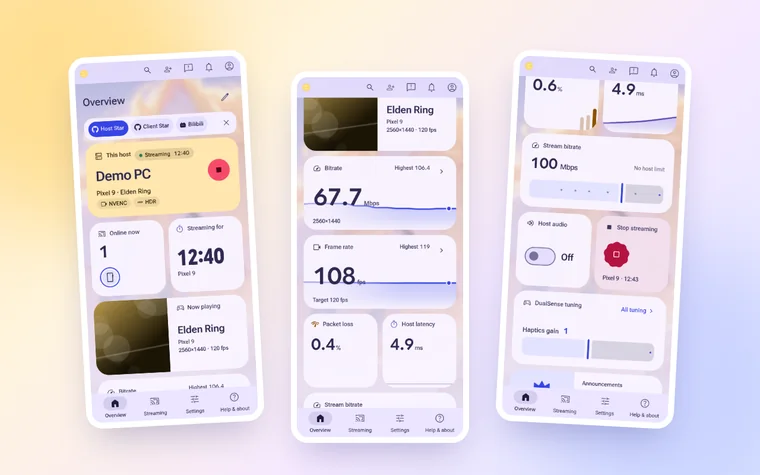 Overview
Host Star
Client Star
Bilibili
This host
Streaming 12:40
Demo PC
Pixel 9 · Elden Ring
NVENC
HDR
Online now
1
Streaming for
12:40
Pixel 9
Now playing
Elden Ring
Pixel 9
2560×1440 · 120 fps
Bitrate
Highest 106.4
Overview
Streaming
Settings
Help & about
Elden Ring
Pixel 9
2560×1440 · 120 fps
Bitrate
Highest 106.4
67.7 Mbps
2560×1440
Frame rate
Highest 119
108 fps
Target 120 fps
Packet loss
0.4%
Host latency
4.9 ms
Stream bitrate
Overview
Streaming
Settings
Help & about
0.6%
4.9 ms
Stream bitrate
100 Mbps
No host limit
Host audio
Off
Stop streaming
Pixel 9 · 12:43
DualSense tuning
All tuning
Haptics gain 1
Announcements
Overview
Streaming
Settings
Help & about